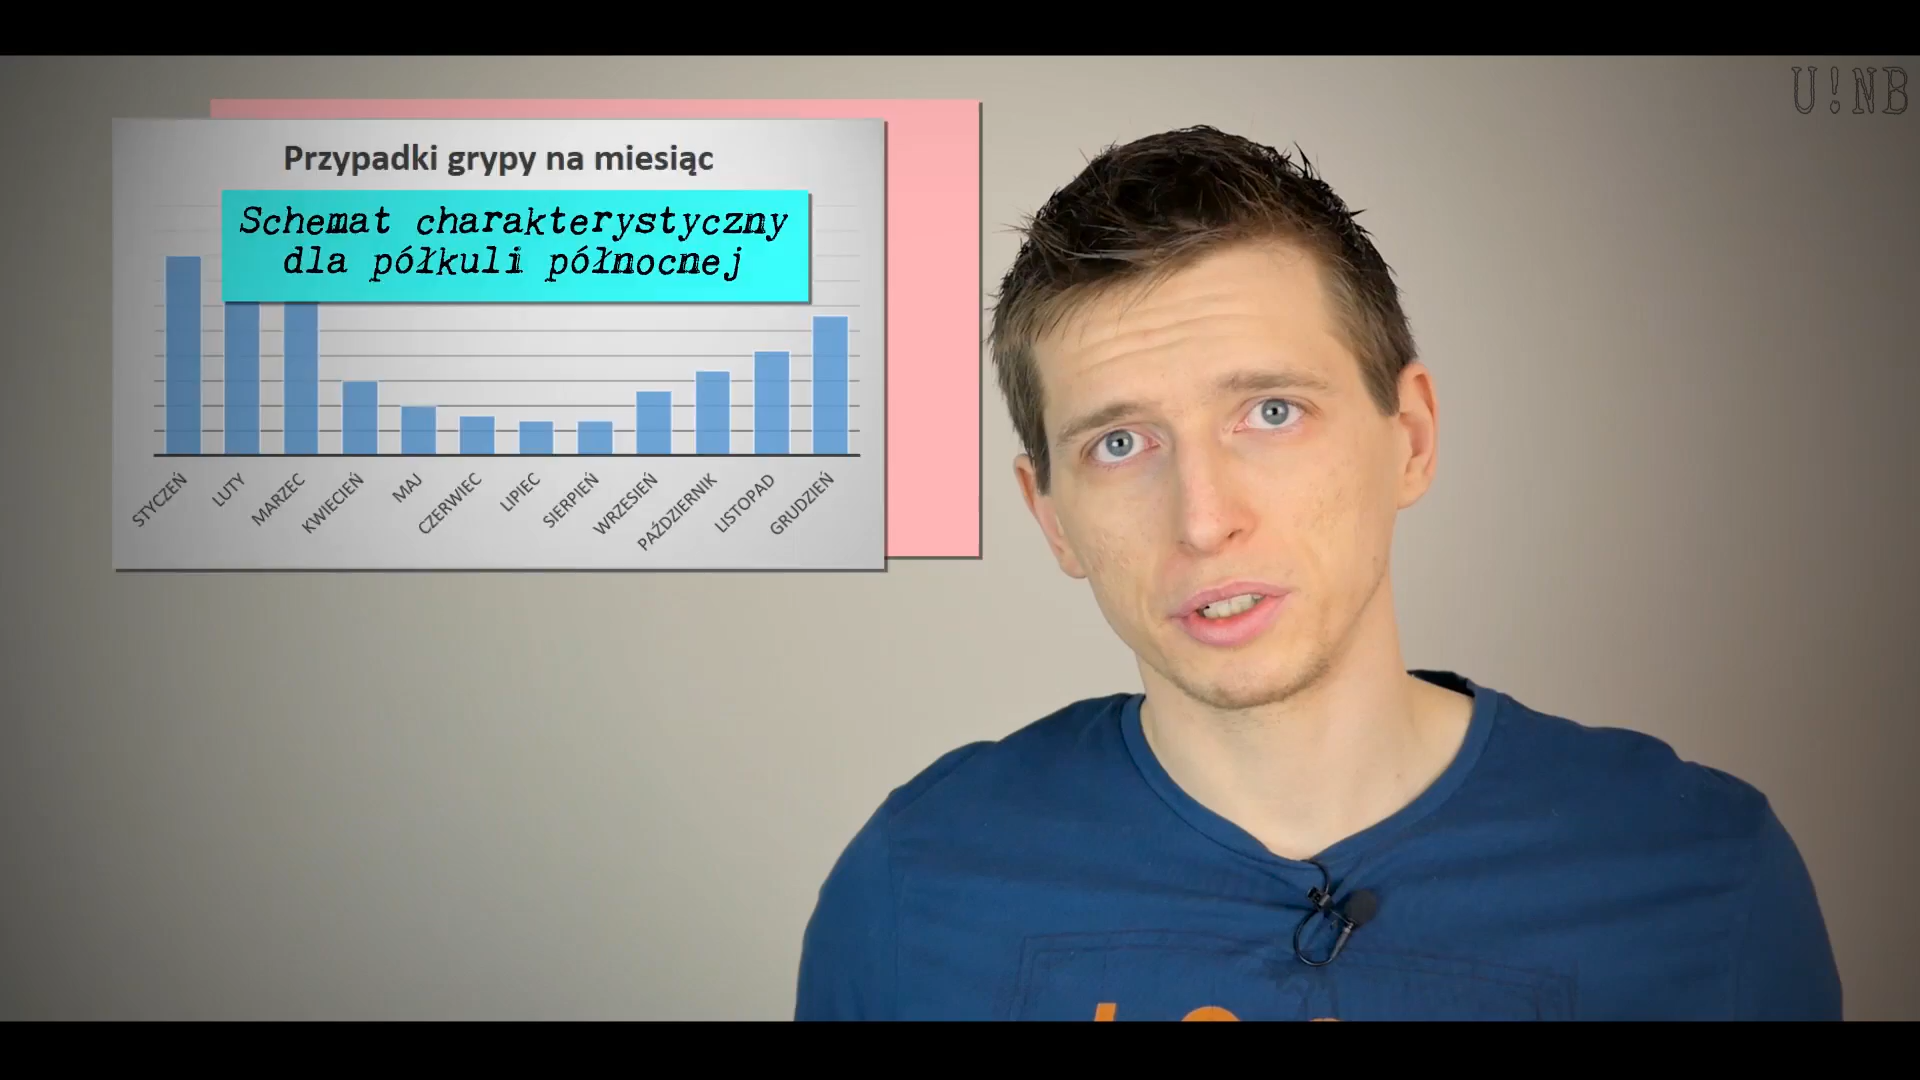 U!NB
Przypadki grypy na miesiąc
Schemat charakterystyczny
dla półkuli północnej
STYCZEŃ
LUTY
MARZEC
KWIECIEŃ
MAJ
CZERWIEC
LIPIEC
SIERPIEŃ
WRZESIEŃ
PAŹDZIERNIK
LISTOPAD
GRUDZIEŃ